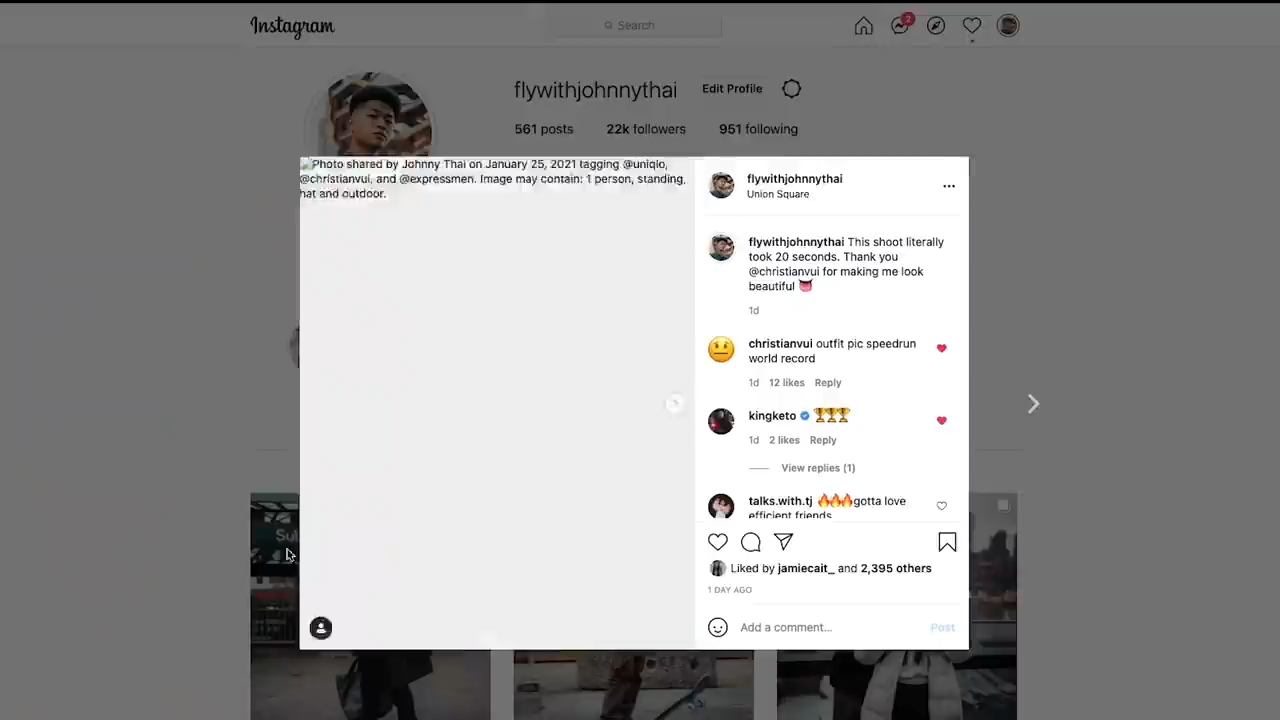 Instagram
Search
2
flywithjohnnythai
Edit Profile
561 posts
22k followers
951 following
Photo shared by Johnny Thai on January 25, 2021 tagging @uniqlo,
@christianvui, and @expressmen. Image may contain: 1 person, standing,
hat and outdoor.
flywithjohnnythai
Union Square
flywithjohnnythai This shoot literally
took 20 seconds. Thank you
@christianvui for making me look
beautiful 👅
1d
christianvui outfit pic speedrun
world record
1d 12 likes Reply
kingketo 🏆🏆🏆
1d 2 likes Reply
View replies (1)
talks.with.tj 🔥🔥🔥gotta love
efficient friends
Liked by jamiecait_ and 2,395 others
1 DAY AGO
Add a comment...
Post